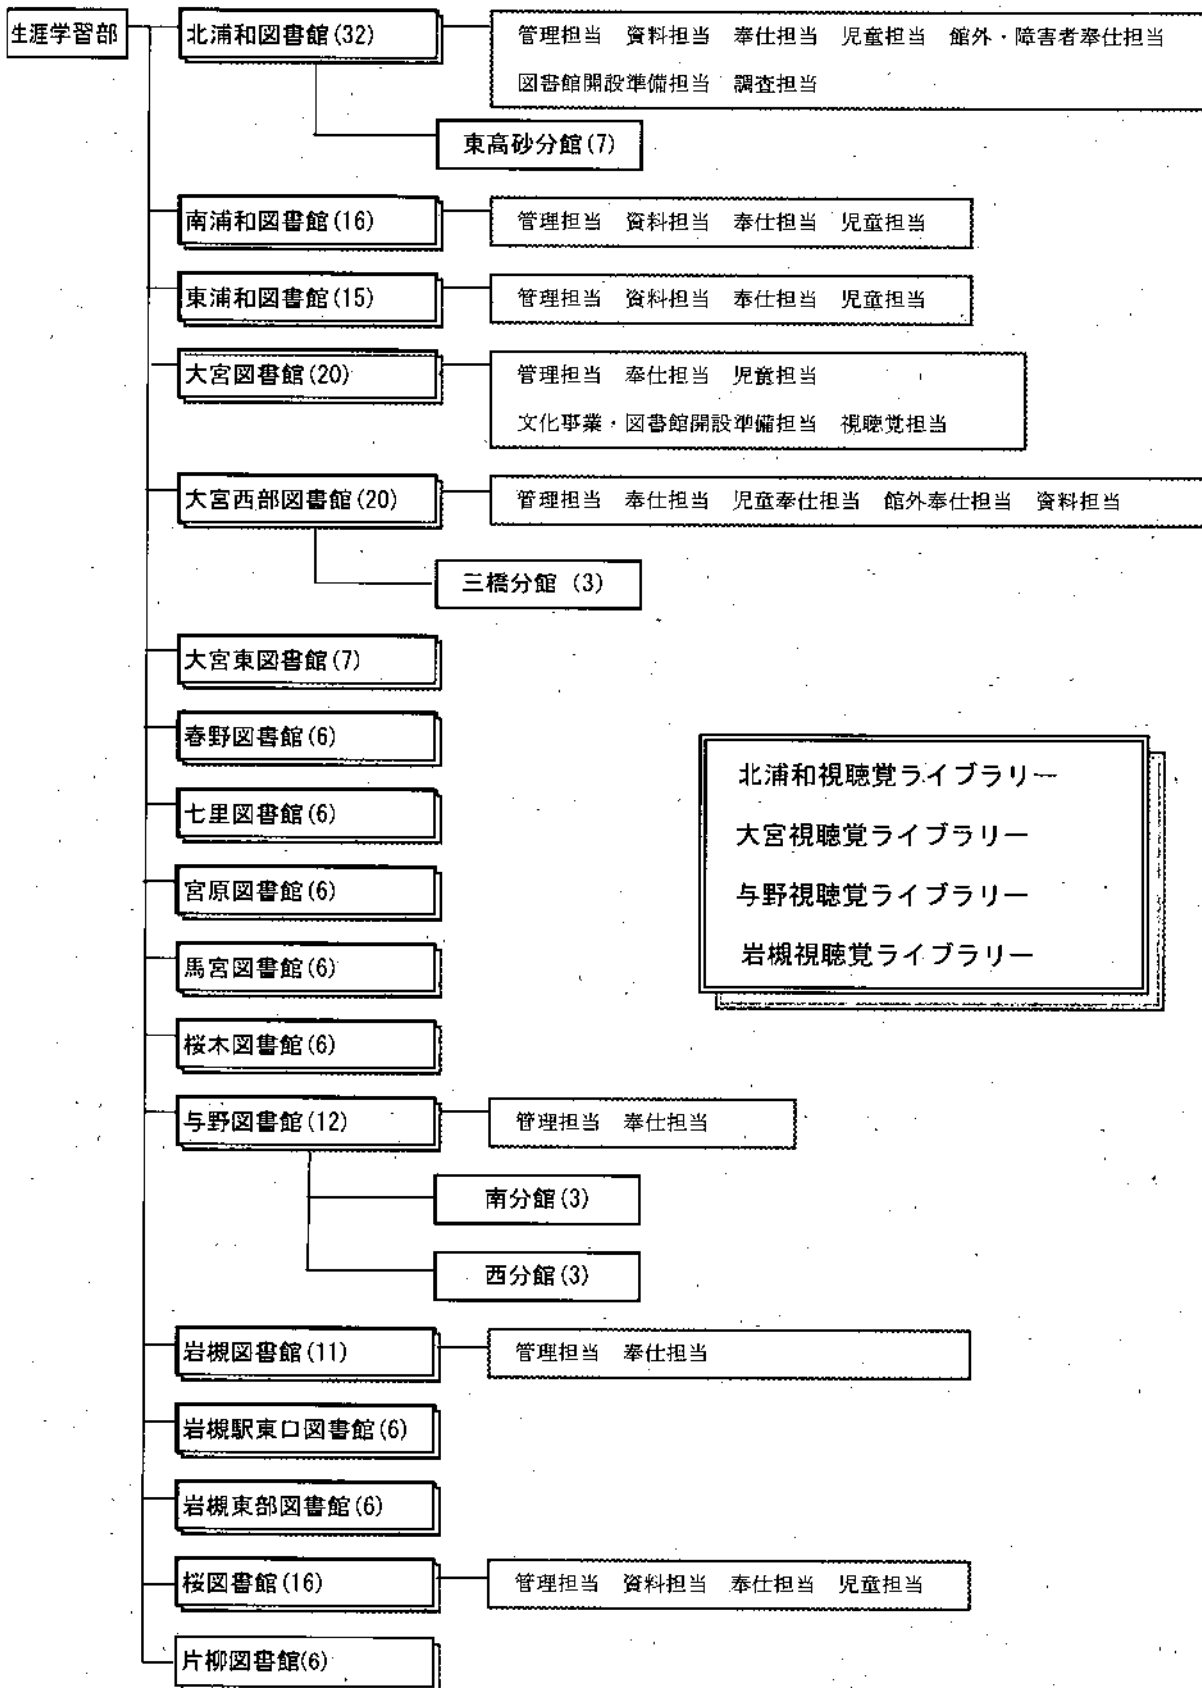 生涯学習部
北浦和図書館(32)
管理担当 資料担当 奉仕担当 児童担当 館外・障害者奉仕担当
図書館開設準備担当 調査担当
東高砂分館(7)
南浦和図書館(16)
管理担当 資料担当 奉仕担当 児童担当
東浦和図書館(15)
管理担当 資料担当 奉仕担当 児童担当
大宮図書館(20)
管理担当 奉仕担当 児童担当
文化事業・図書館開設準備担当 視聴覚担当
大宮西部図書館(20)
管理担当 奉仕担当 児童奉仕担当 館外奉仕担当 資料担当
三橋分館 (3)
大宮東図書館(7)
春野図書館(6)
七里図書館(6)
宮原図書館(6)
馬宮図書館(6)
桜木図書館(6)
北浦和視聴覚ライブラリー
大宮視聴覚ライブラリー
与野視聴覚ライブラリー
岩槻視聴覚ライブラリー
与野図書館(12)
管理担当 奉仕担当
南分館(3)
西分館(3)
岩槻図書館(11)
管理担当 奉仕担当
岩槻駅東口図書館(6)
岩槻東部図書館(6)
桜図書館(16)
管理担当 資料担当 奉仕担当 児童担当
片柳図書館(6)